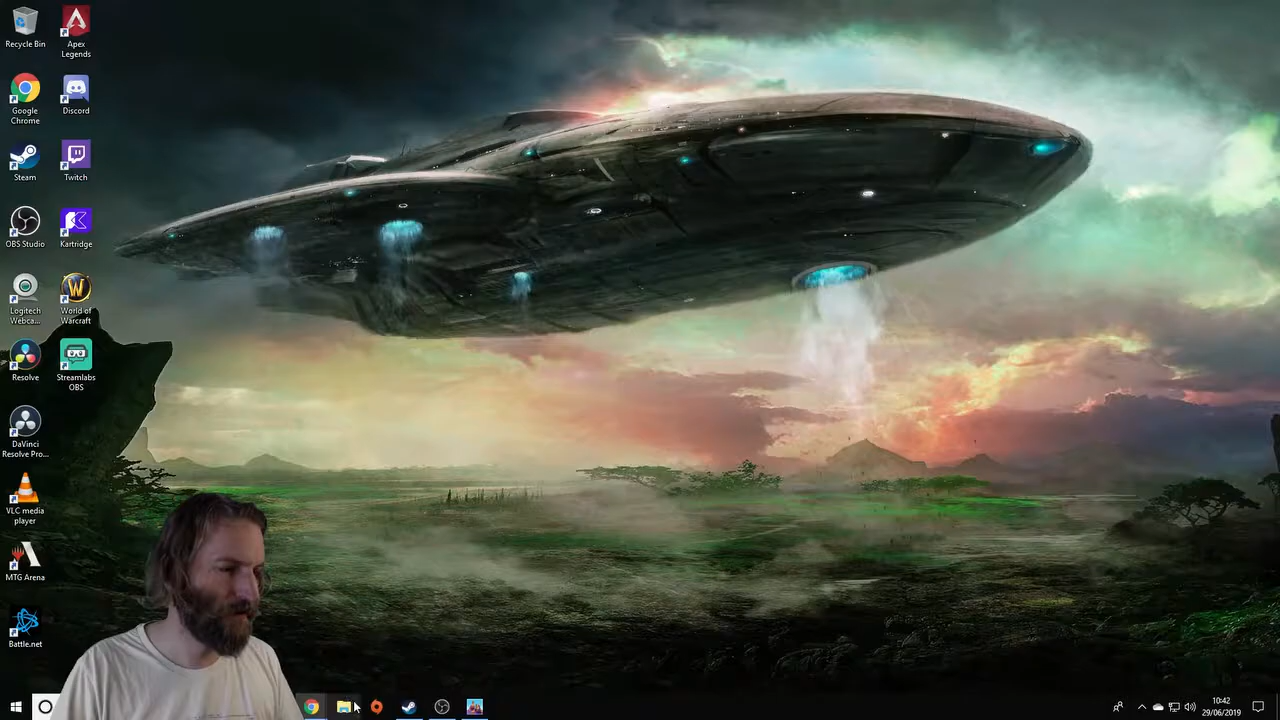 Recycle Bin
Apex
Legends
Google
Chrome
Discord
Steam
Twitch
OBS Studio
Kartridge
Logitech
Webca...
World of
Warcraft
Resolve
Streamlabs
OBS
DaVinci
Resolve Pro...
VLC media
player
MTG Arena
Battle.net
10:42
29/06/2019